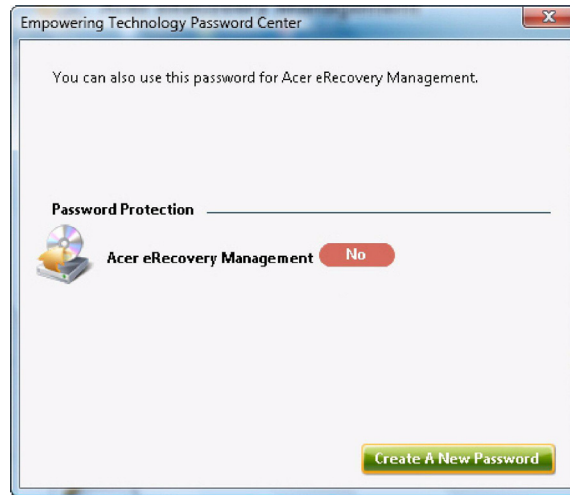 Empowering Technology Password Center
You can also use this password for Acer eRecovery Management.
Password Protection
Acer eRecovery Management No
Create A New Password